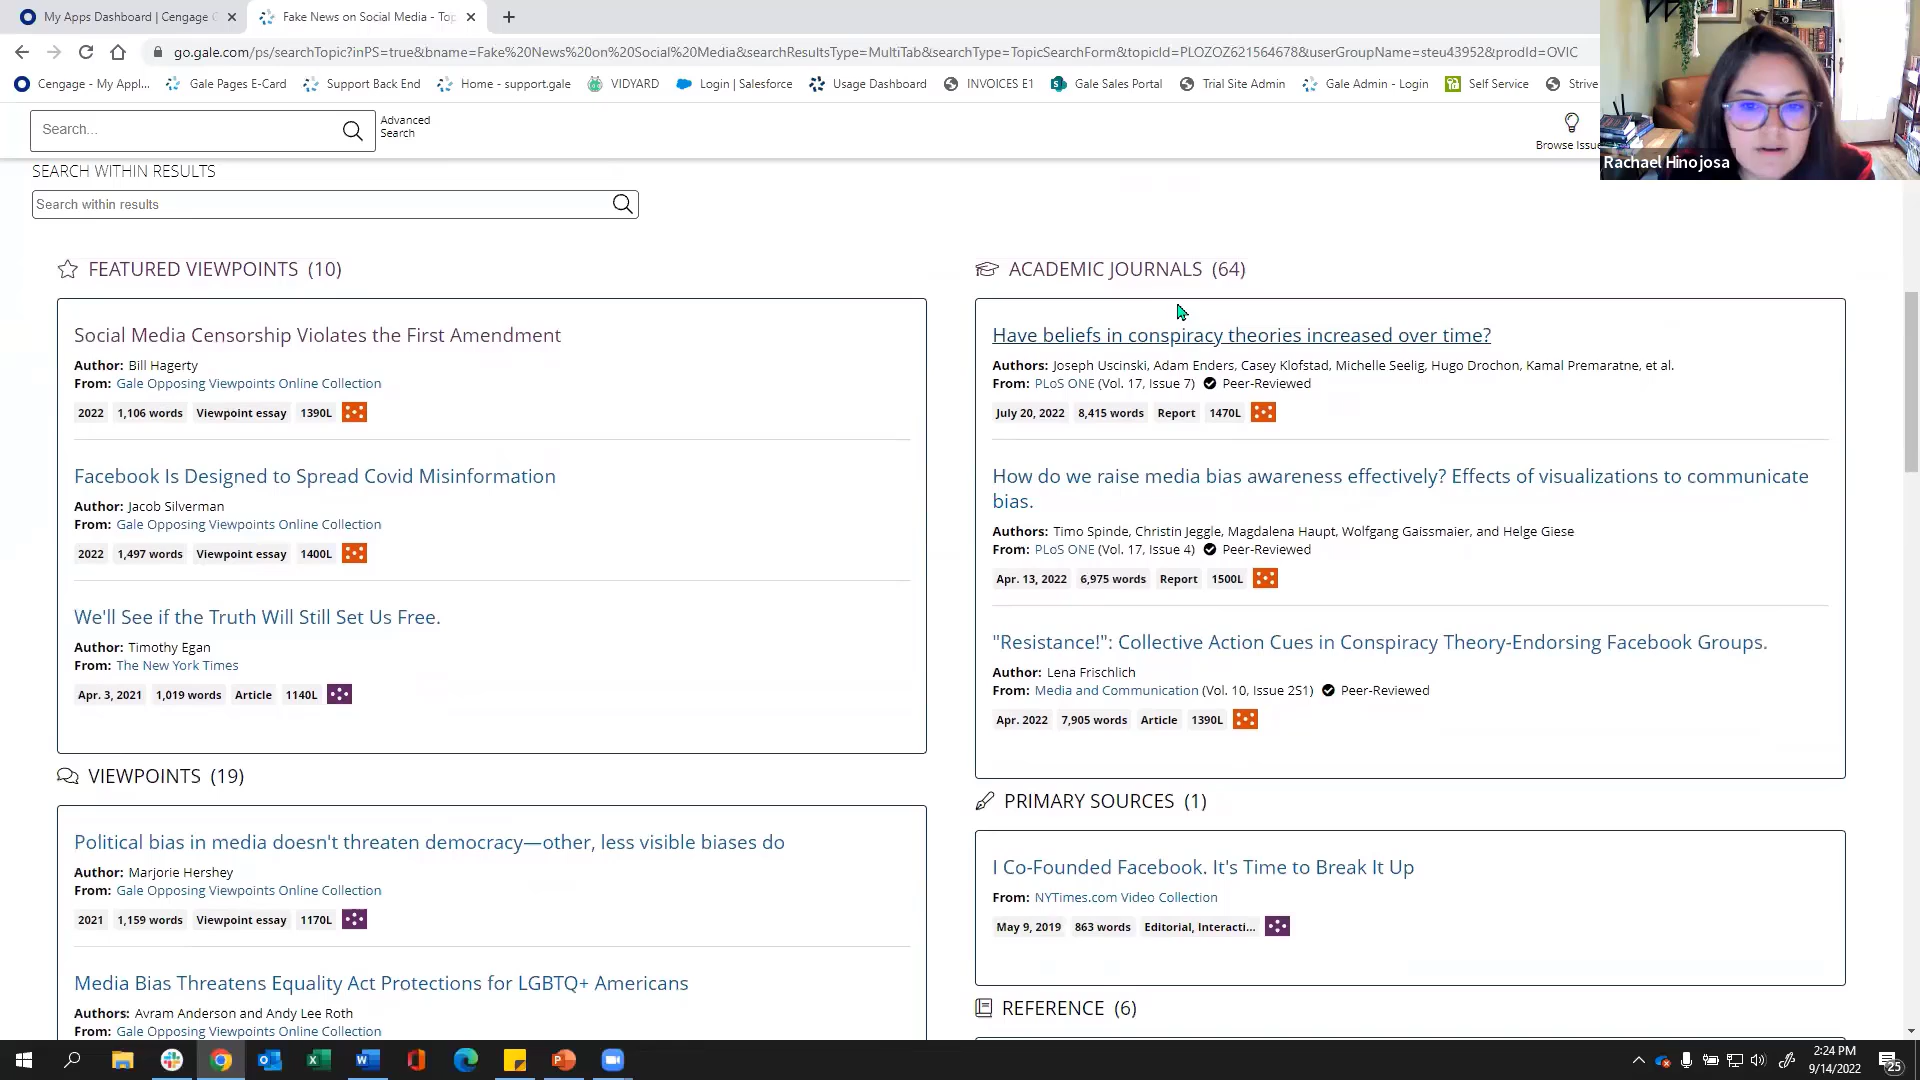 My Apps Dashboard | Cengage
Fake News on Social Media - Top
go.gale.com/ps/searchTopic?inPS=true&bname=Fake%20News%20on%20Social%20Media&searchResultsType=MultiTab&searchType=TopicSearchForm&topicId=PLOZOZ621564678&userGroupName=steu43952&prodId=OVIC
Cengage - My Appl...
Gale Pages E-Card
Support Back End
Home - support.gale
VIDYARD
Login | Salesforce
Usage Dashboard
INVOICES E1
Gale Sales Portal
Trial Site Admin
Gale Admin - Login
Self Service
Strive
Search...
Advanced
Search
Browse Issue
Rachael Hinojosa
SEARCH WITHIN RESULTS
Search within results
FEATURED VIEWPOINTS (10)
Social Media Censorship Violates the First Amendment
Author: Bill Hagerty
From: Gale Opposing Viewpoints Online Collection
2022 1,106 words Viewpoint essay 1390L
Facebook Is Designed to Spread Covid Misinformation
Author: Jacob Silverman
From: Gale Opposing Viewpoints Online Collection
2022 1,497 words Viewpoint essay 1400L
We'll See if the Truth Will Still Set Us Free.
Author: Timothy Egan
From: The New York Times
Apr. 3, 2021 1,019 words Article 1140L
VIEWPOINTS (19)
Political bias in media doesn't threaten democracy—other, less visible biases do
Author: Marjorie Hershey
From: Gale Opposing Viewpoints Online Collection
2021 1,159 words Viewpoint essay 1170L
Media Bias Threatens Equality Act Protections for LGBTQ+ Americans
Authors: Avram Anderson and Andy Lee Roth
From: Gale Opposing Viewpoints Online Collection
ACADEMIC JOURNALS (64)
Have beliefs in conspiracy theories increased over time?
Authors: Joseph Uscinski, Adam Enders, Casey Klofstad, Michelle Seelig, Hugo Drochon, Kamal Premaratne, et al.
From: PLoS ONE (Vol. 17, Issue 7) Peer-Reviewed
July 20, 2022 8,415 words Report 1470L
How do we raise media bias awareness effectively? Effects of visualizations to communicate
bias.
Authors: Timo Spinde, Christin Jeggle, Magdalena Haupt, Wolfgang Gaissmaier, and Helge Giese
From: PLoS ONE (Vol. 17, Issue 4) Peer-Reviewed
Apr. 13, 2022 6,975 words Report 1500L
"Resistance!": Collective Action Cues in Conspiracy Theory-Endorsing Facebook Groups.
Author: Lena Frischlich
From: Media and Communication (Vol. 10, Issue 2S1) Peer-Reviewed
Apr. 2022 7,905 words Article 1390L
PRIMARY SOURCES (1)
I Co-Founded Facebook. It's Time to Break It Up
From: NYTimes.com Video Collection
May 9, 2019 863 words Editorial, Interacti...
REFERENCE (6)
2:24 PM
9/14/2022
25